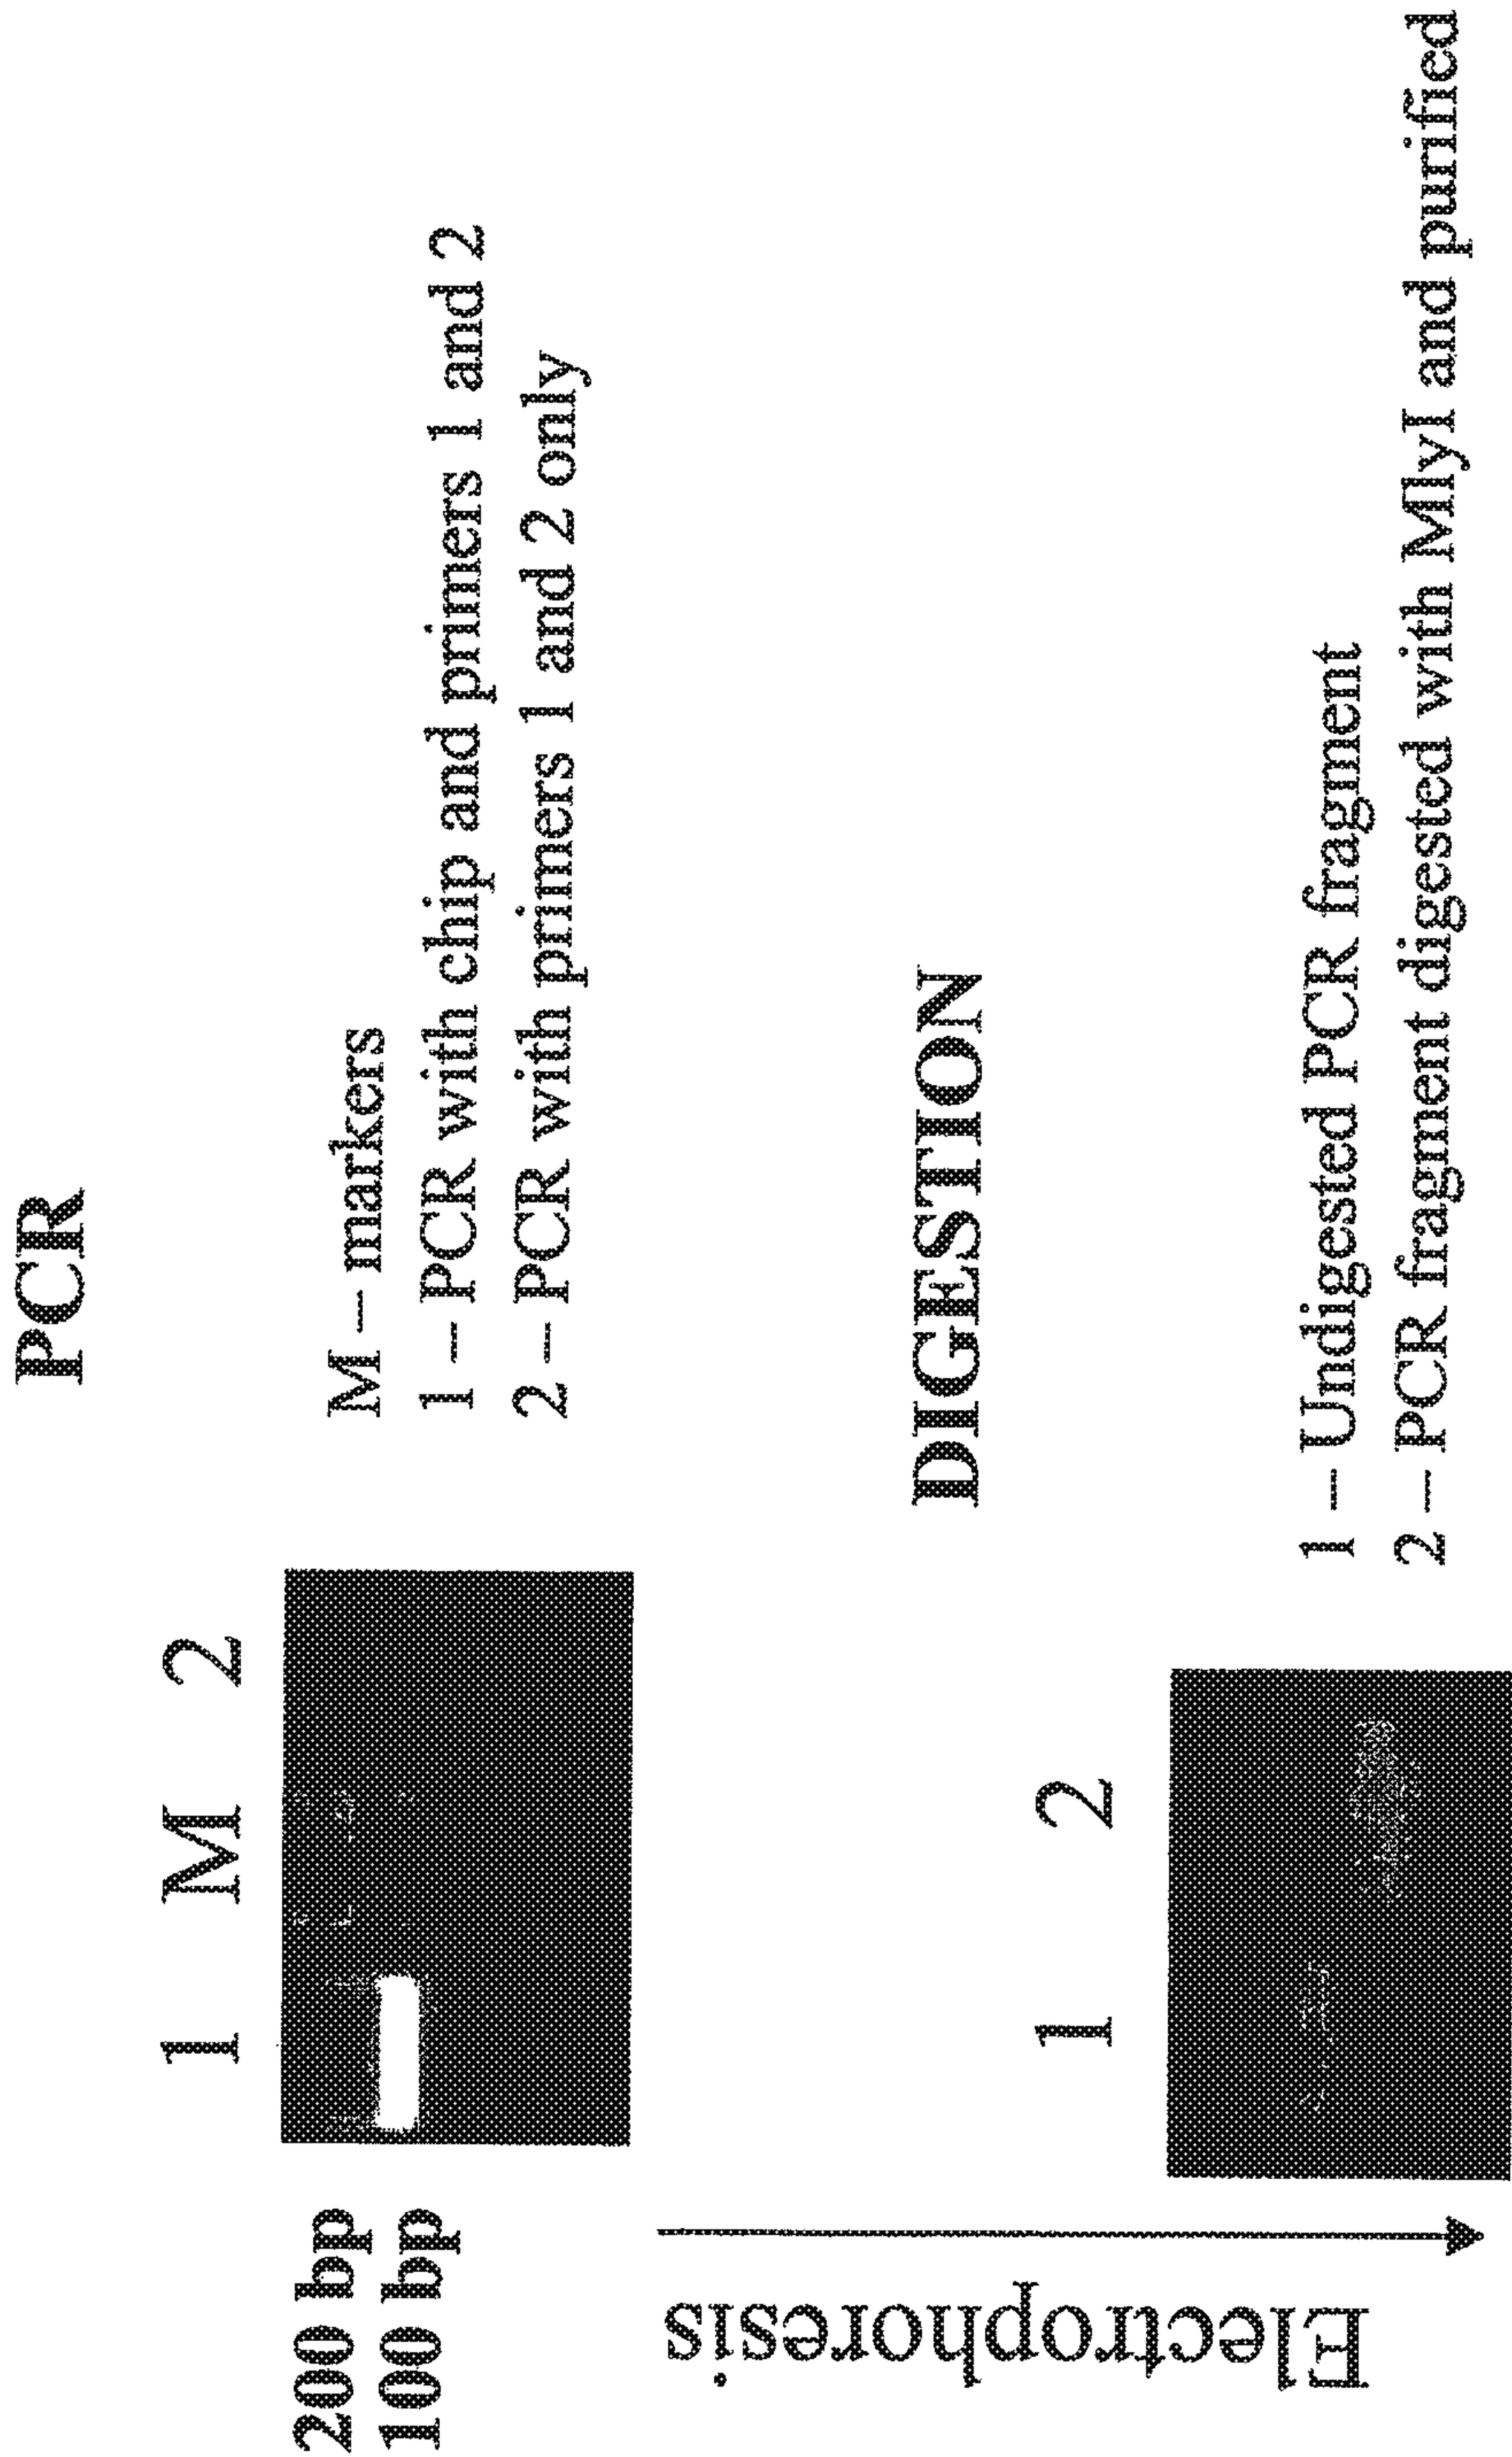 PCR
1 M 2
200 bp
100 bp
M – markers
1 – PCR with chip and primers 1 and 2
2 – PCR with primers 1 and 2 only
Electrophoresis
DIGESTION
1 2
1 – Undigested PCR fragment
2 – PCR fragment digested with MlyI and purified